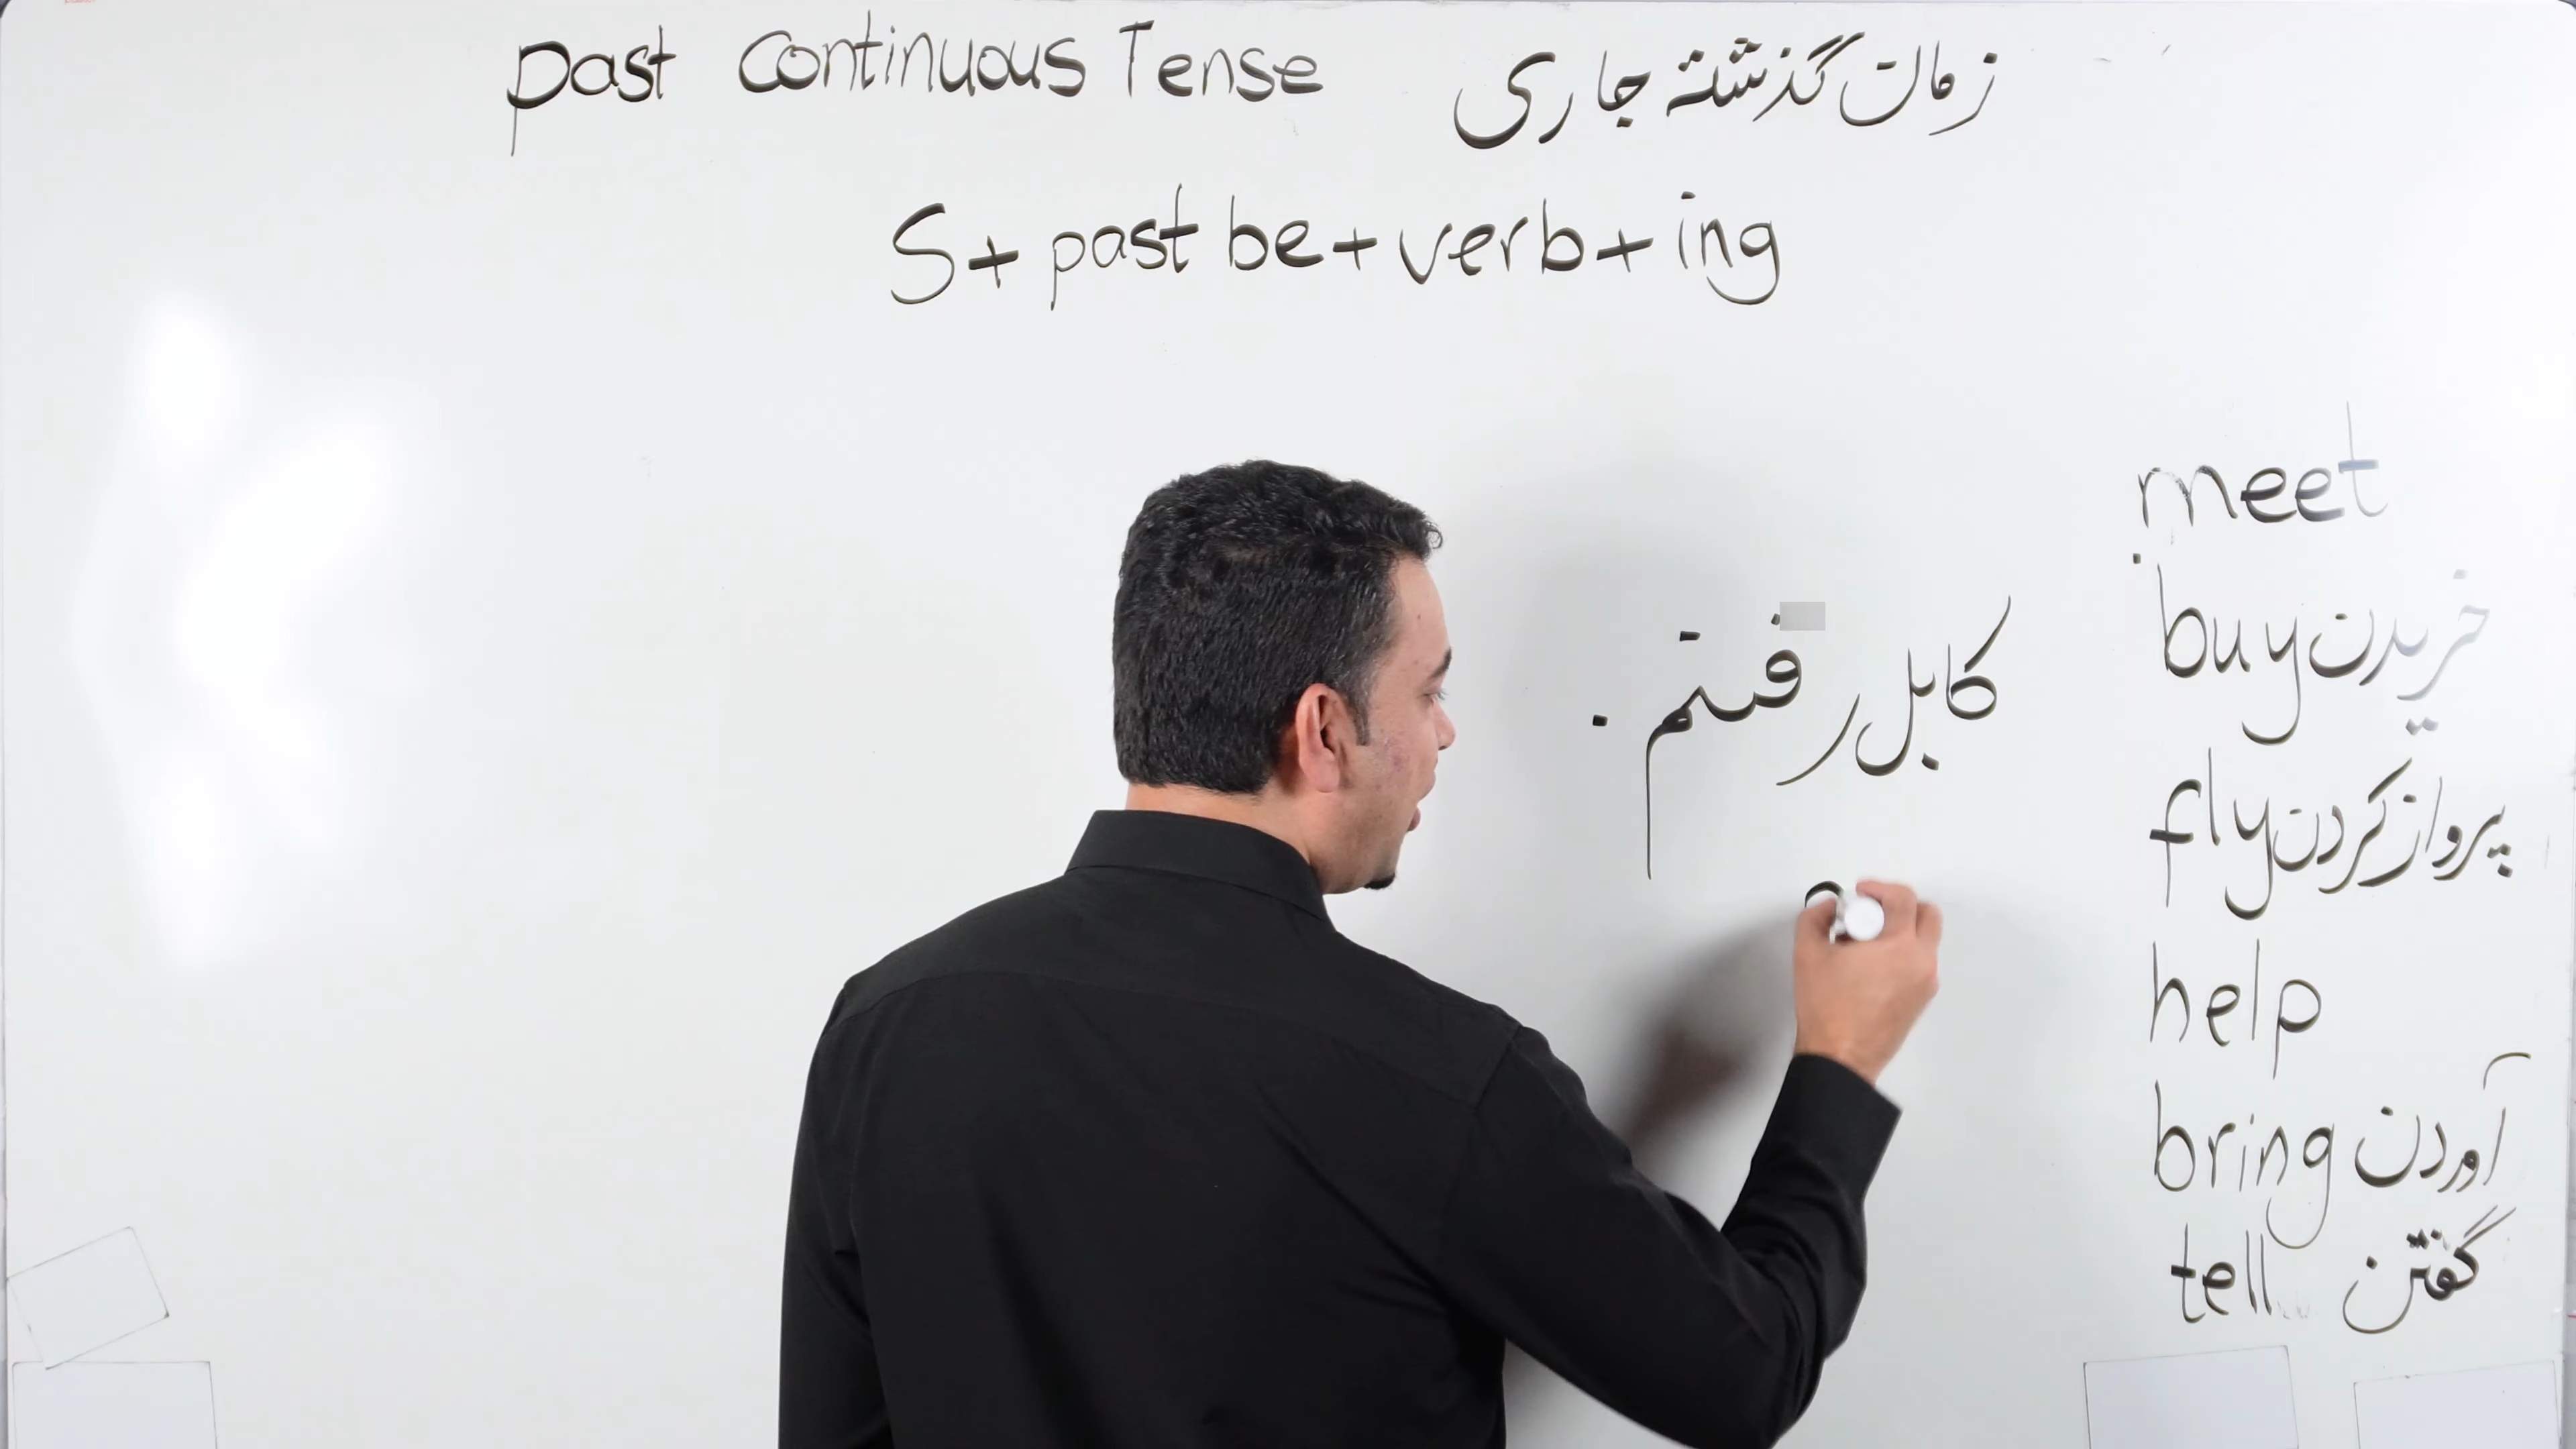 past Continuous Tense زمان گذشته جاری
S+ past be + verb + ing
meet
buy خریدن
کابل رفتم .
fly پرواز کردن
help
bring آوردن
tell گفتن